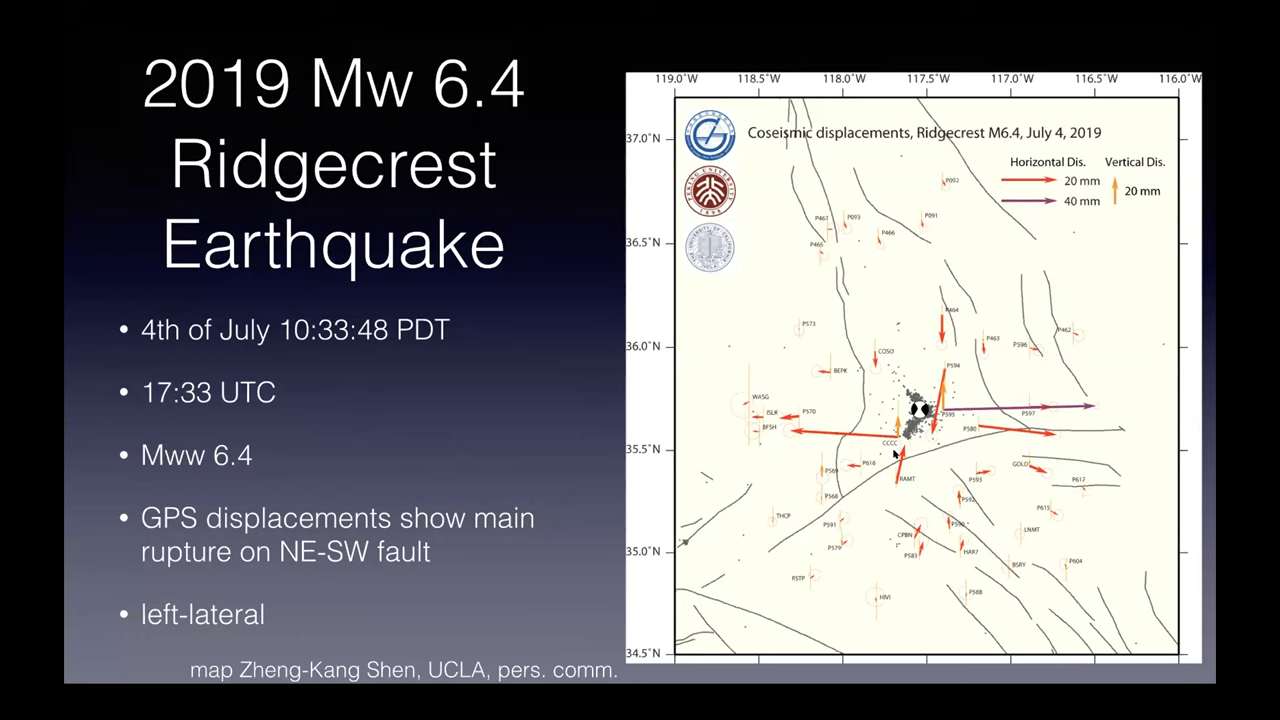 2019 Mw 6.4
Ridgecrest
Earthquake
• 4th of July 10:33:48 PDT
• 17:33 UTC
• Mww 6.4
• GPS displacements show main
rupture on NE-SW fault
• left-lateral
map Zheng-Kang Shen, UCLA, pers. comm.
119.0°W 118.5°W 118.0°W 117.5°W 117.0°W 116.5°W 116.0°W
37.0°N
36.5°N
36.0°N
35.5°N
35.0°N
34.5°N
Coseismic displacements, Ridgecrest M6.4, July 4, 2019
Horizontal Dis. Vertical Dis.
20 mm
40 mm
20 mm
1898
P092
P467 P093 P091
P466
P465
P464
P573 P462
P463
P596
COSO
BEPK P594
WASG
ISLK P570 P595 P597
BFSH P580
CCCC
P616 GOLD
P569
RAMT P593 P617
P568 P592
THCP P615
P591 P590
CPBN LNMT
P579 P583 HAR7
BSRY P604
RSTP
HIVI P588